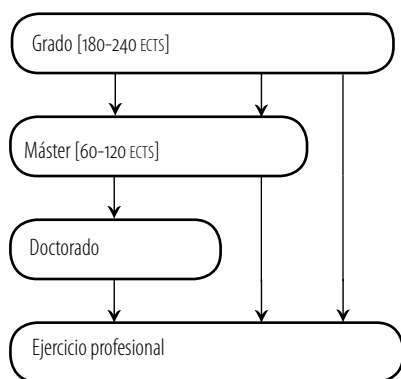 Grado [180-240 ECTS]
Máster [60-120 ECTS]
Doctorado
Ejercicio profesional